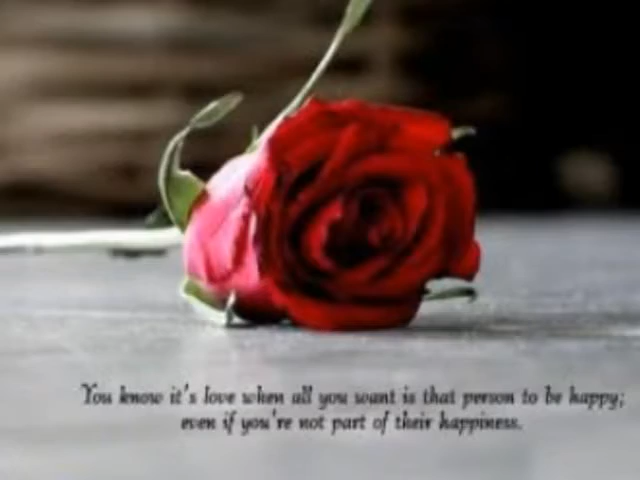 You know it's love when all you want is that person to be happy;
even if you're not part of their happiness.